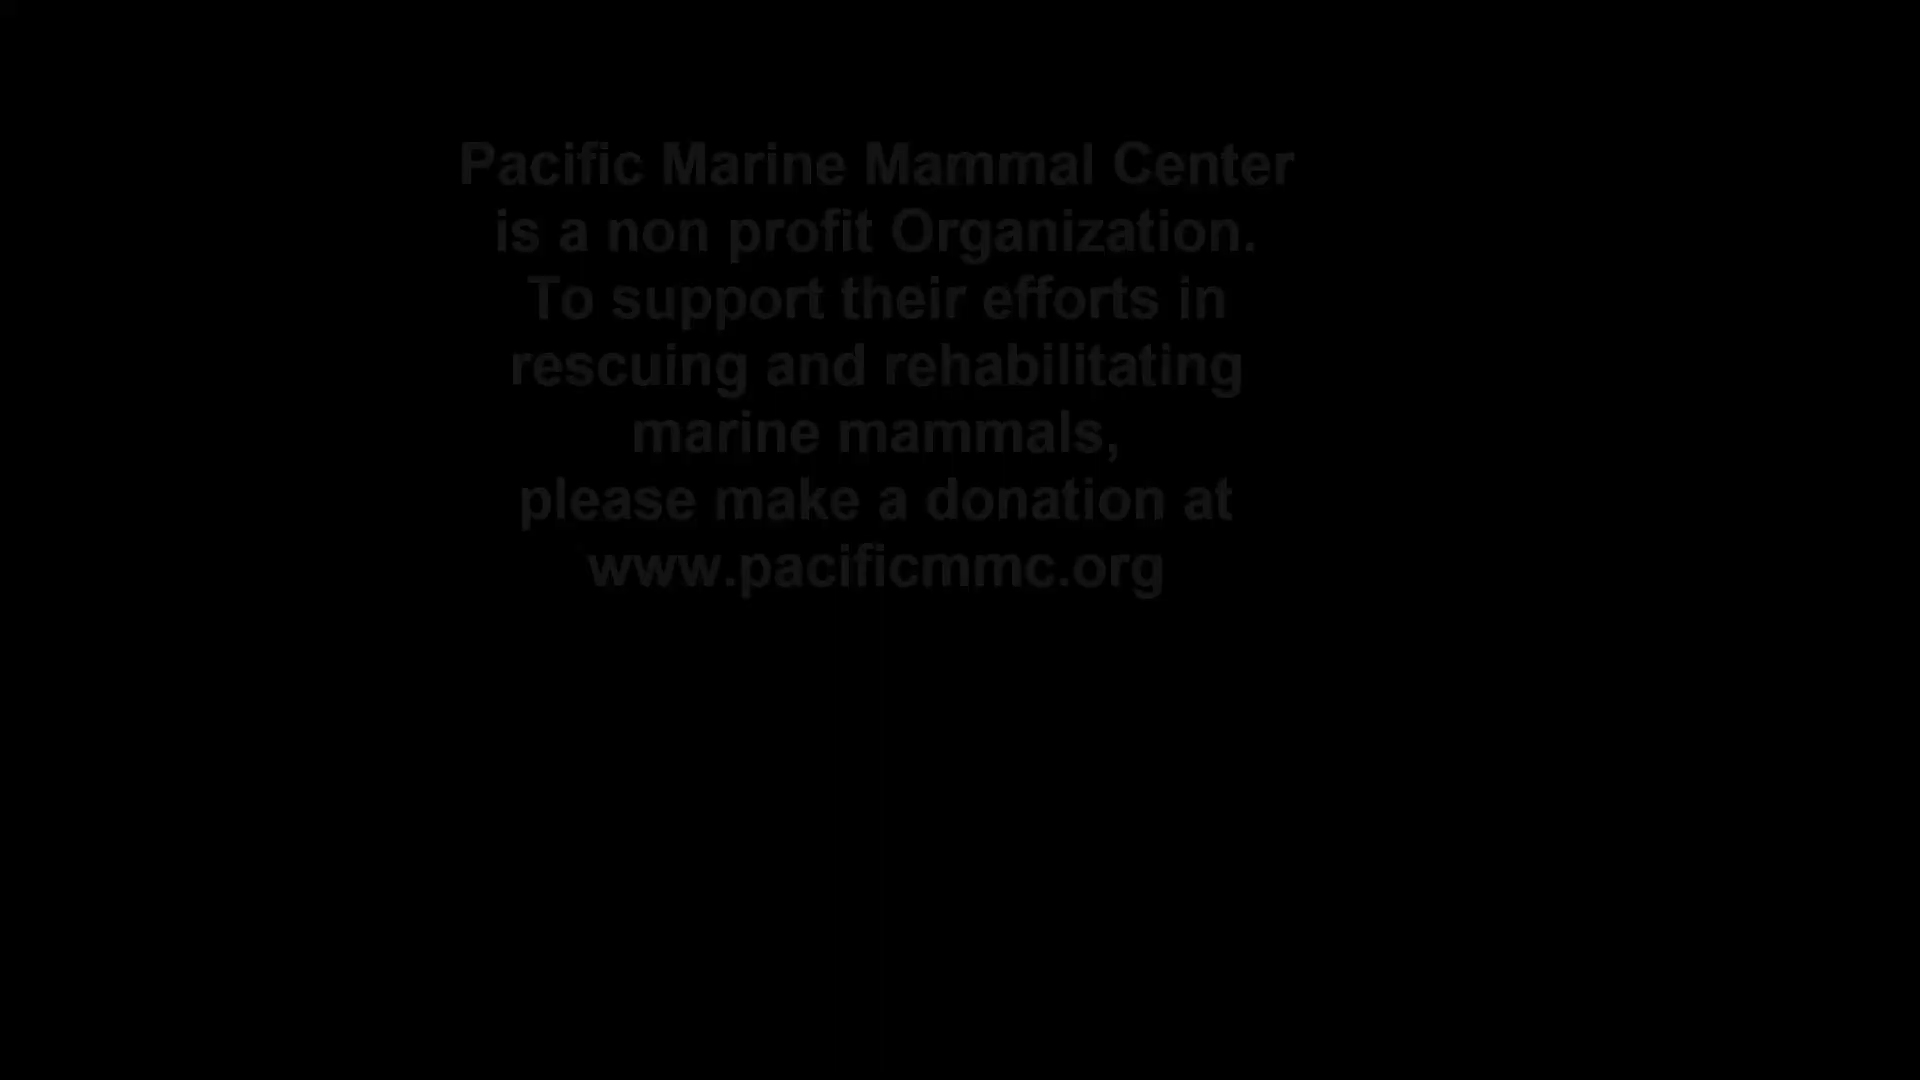 Pacific Marine Mammal Center
is a non profit Organization.
To support their efforts in
rescuing and rehabilitating
marine mammals,
please make a donation at
www.pacificmmc.org